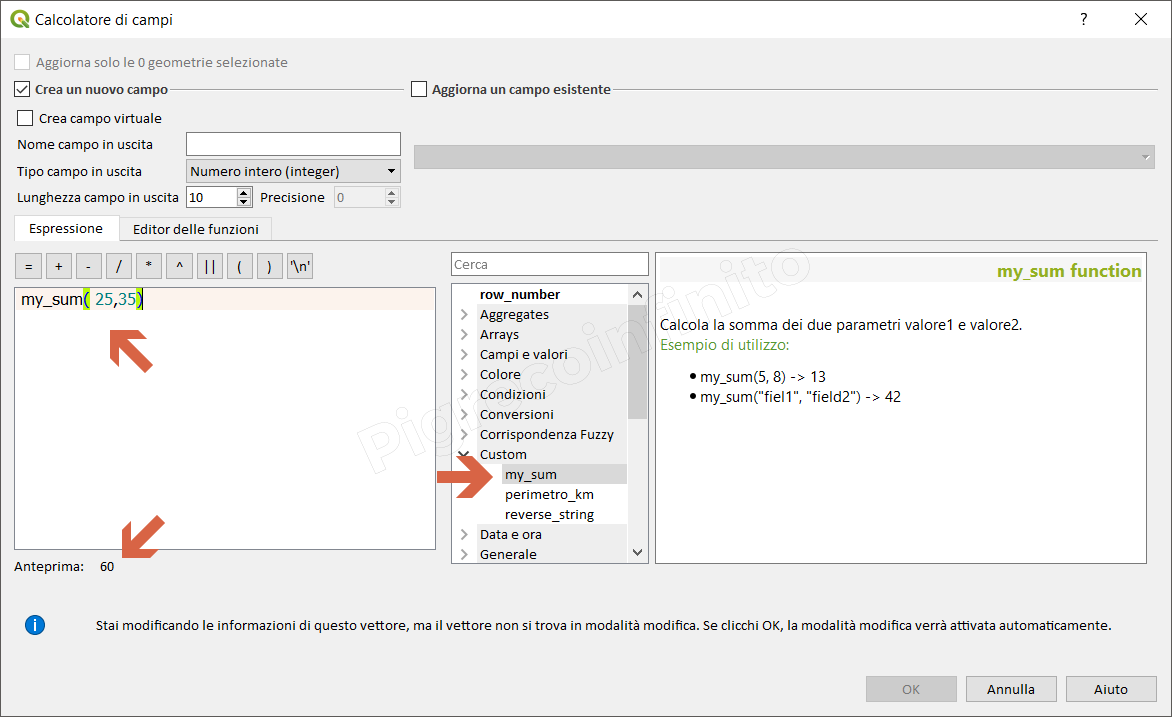 Calcolatore di campi
?
Aggiorna solo le 0 geometrie selezionate
Crea un nuovo campo
Aggiorna un campo esistente
Crea campo virtuale
Nome campo in uscita
Tipo campo in uscita
Numero intero (integer)
Lunghezza campo in uscita
10
Precisione
0
Espressione
Editor delle funzioni
= + - / * ^ || ( ) '\n'
my_sum( 25,35)
Anteprima: 60
Cerca
row_number
Aggregates
Arrays
Campi e valori
Colore
Condizioni
Conversioni
Corrispondenza Fuzzy
Custom
my_sum
perimetro_km
reverse_string
Data e ora
Generale
my_sum function
Calcola la somma dei due parametri valore1 e valore2.
Esempio di utilizzo:
• my_sum(5, 8) -> 13
• my_sum("fiel1", "field2") -> 42
Pigrecoinfinito
i
Stai modificando le informazioni di questo vettore, ma il vettore non si trova in modalità modifica. Se clicchi OK, la modalità modifica verrà attivata automaticamente.
OK
Annulla
Aiuto